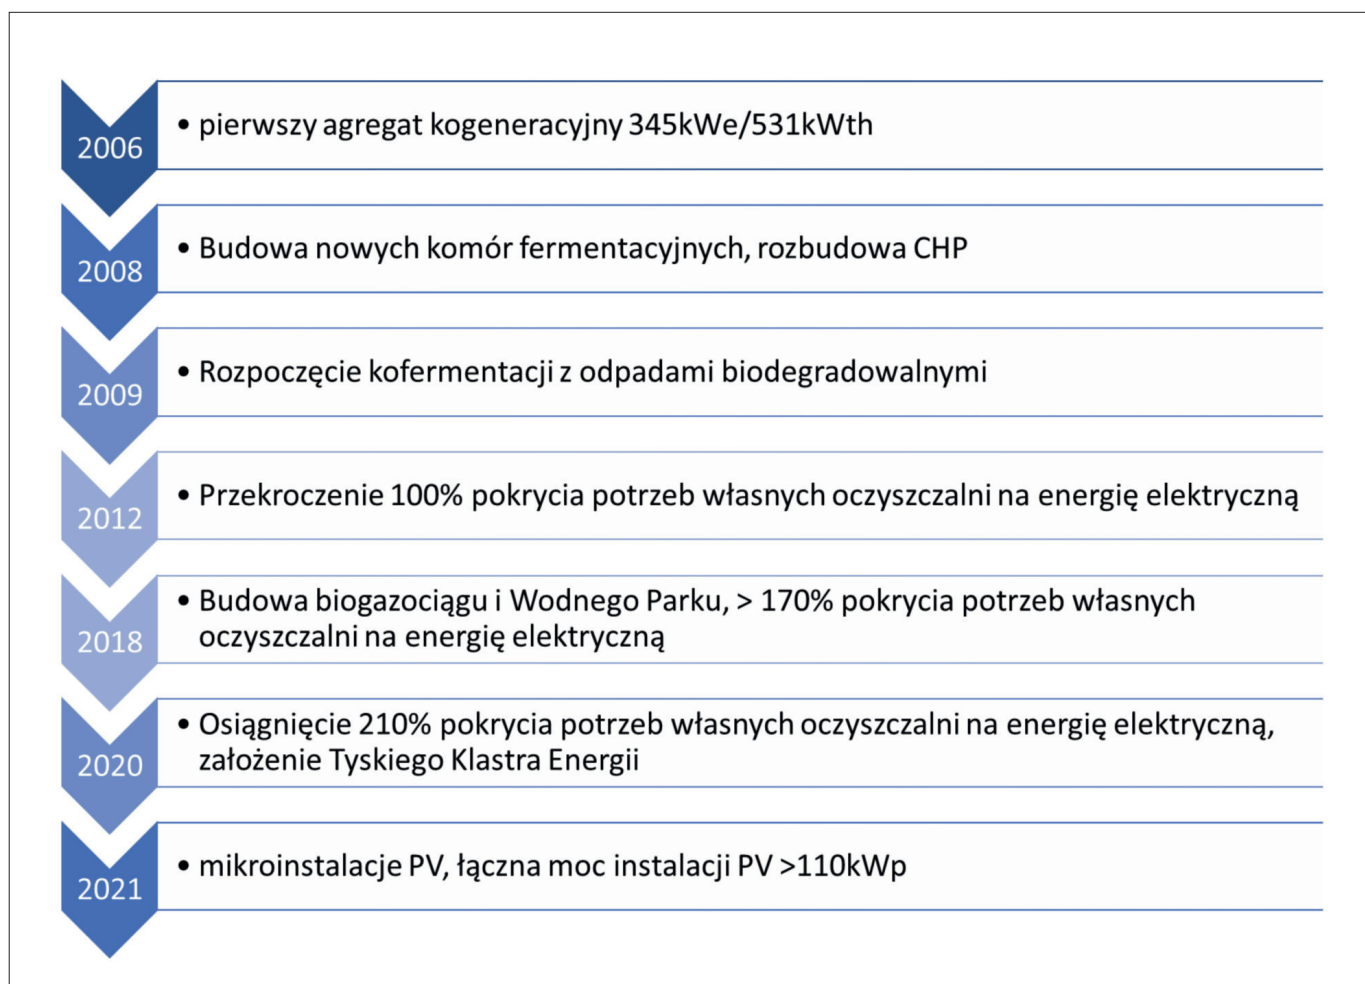 2006
• pierwszy agregat kogeneracyjny 345kWe/531kWth
2008
• Budowa nowych komór fermentacyjnych, rozbudowa CHP
2009
• Rozpoczęcie kofermentacji z odpadami biodegradowalnymi
2012
• Przekroczenie 100% pokrycia potrzeb własnych oczyszczalni na energię elektryczną
2018
• Budowa biogazociągu i Wodnego Parku, > 170% pokrycia potrzeb własnych
oczyszczalni na energię elektryczną
2020
• Osiągnięcie 210% pokrycia potrzeb własnych oczyszczalni na energię elektryczną,
założenie Tyskiego Klastra Energii
2021
• mikroinstalacje PV, łączna moc instalacji PV >110kWp